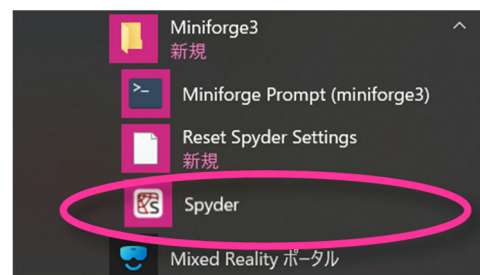 Miniforge3
新規
Miniforge Prompt (miniforge3)
Reset Spyder Settings
新規
Spyder
Mixed Reality ポータル